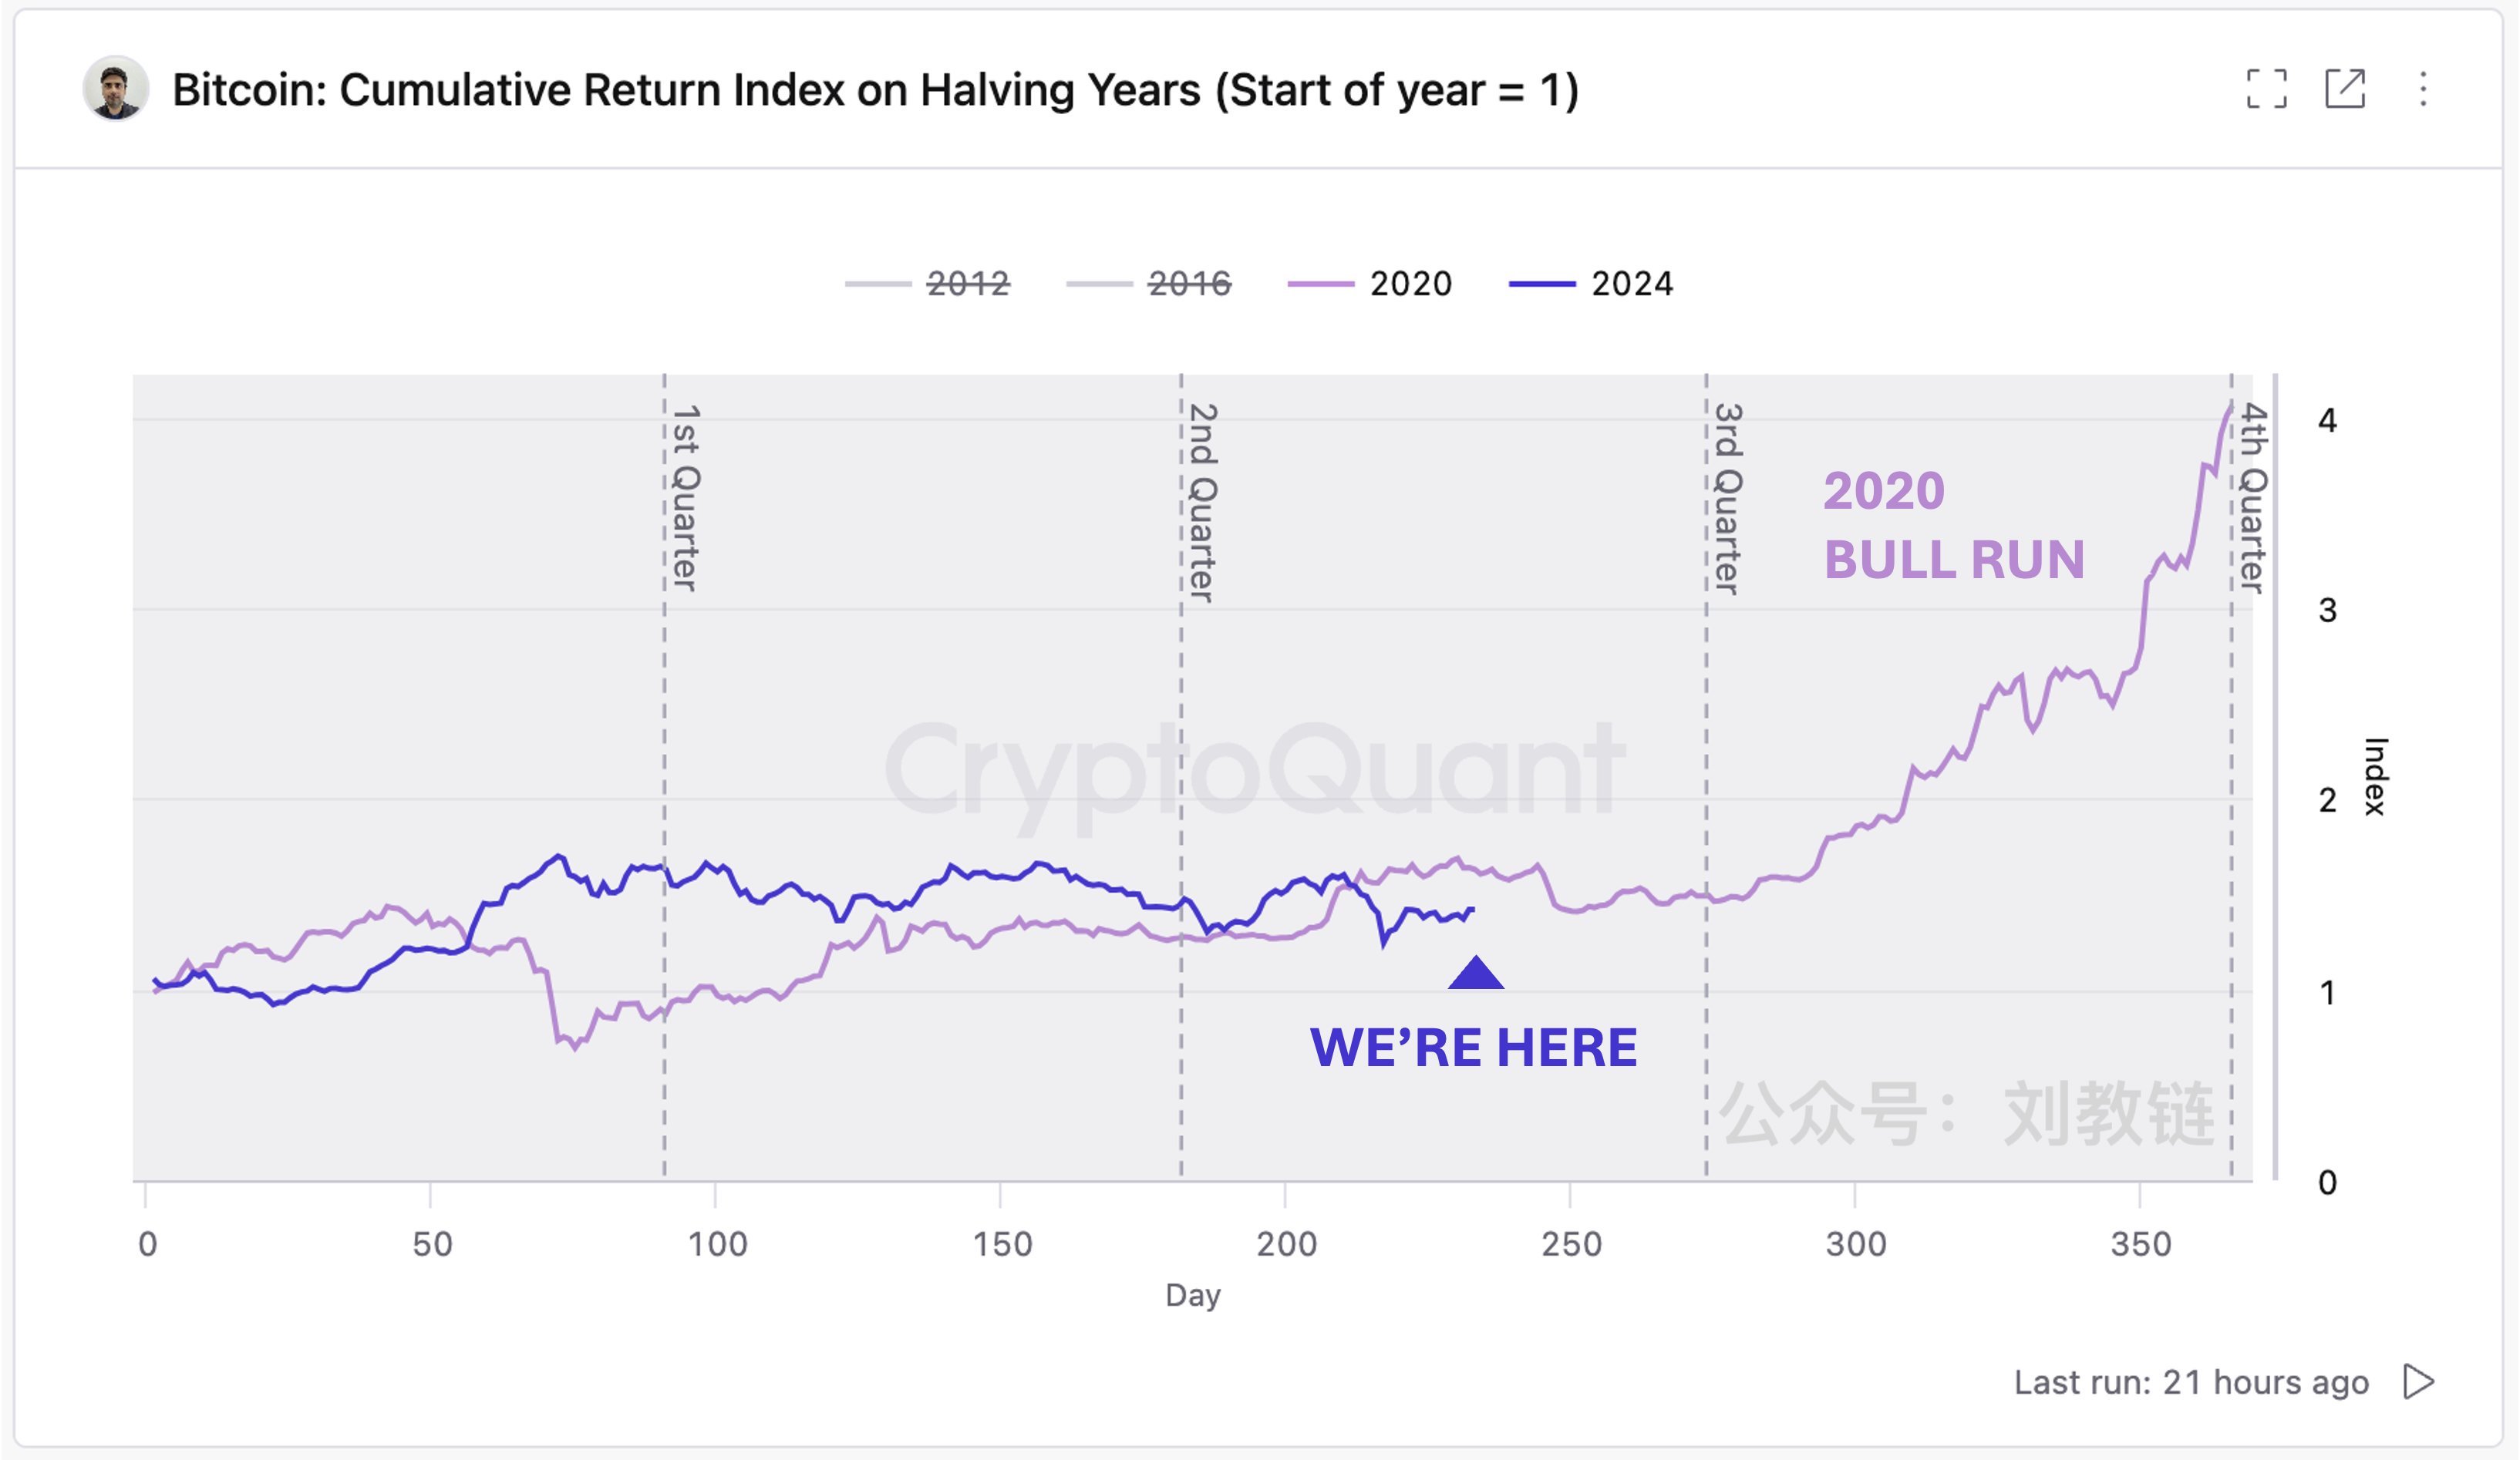 Bitcoin: Cumulative Return Index on Halving Years (Start of year = 1)
2012
2016
2020
2024
1st Quarter
2nd Quarter
3rd Quarter
4th Quarter
2020
BULL RUN
CryptoQuant
WE’RE HERE
公众号：刘教链
4
3
2
1
0
Index
0
50
100
150
200
250
300
350
Day
Last run: 21 hours ago